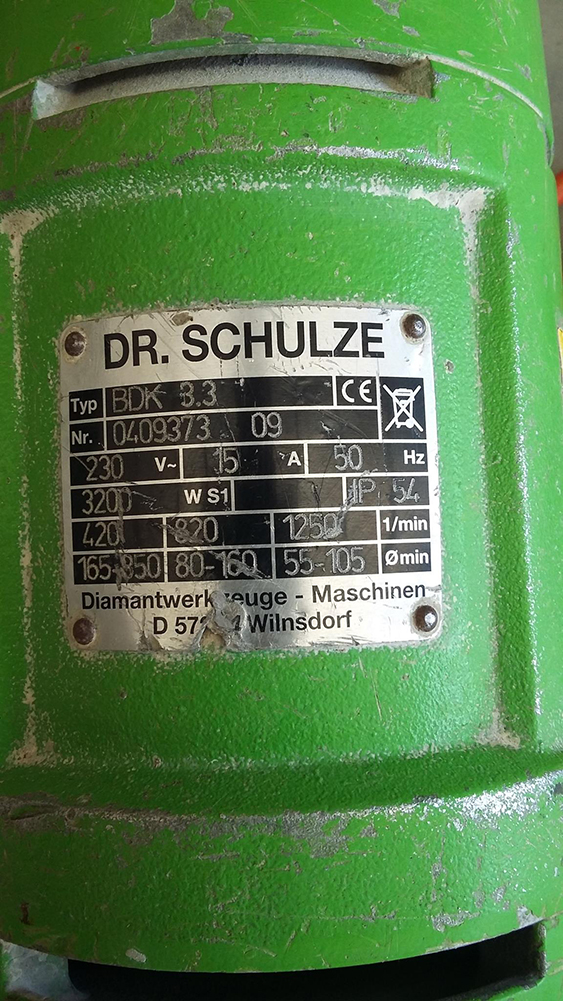 DR. SCHULZE
Typ BDK 3.3 CE
Nr. 0409373 09
230 V~ 15 A 50 Hz
3200 W S1 IP 54
420 820 1250 1/min
165-350 80-160 55-105 Ømin
Diamantwerkzeuge - Maschinen
D Wilnsdorf